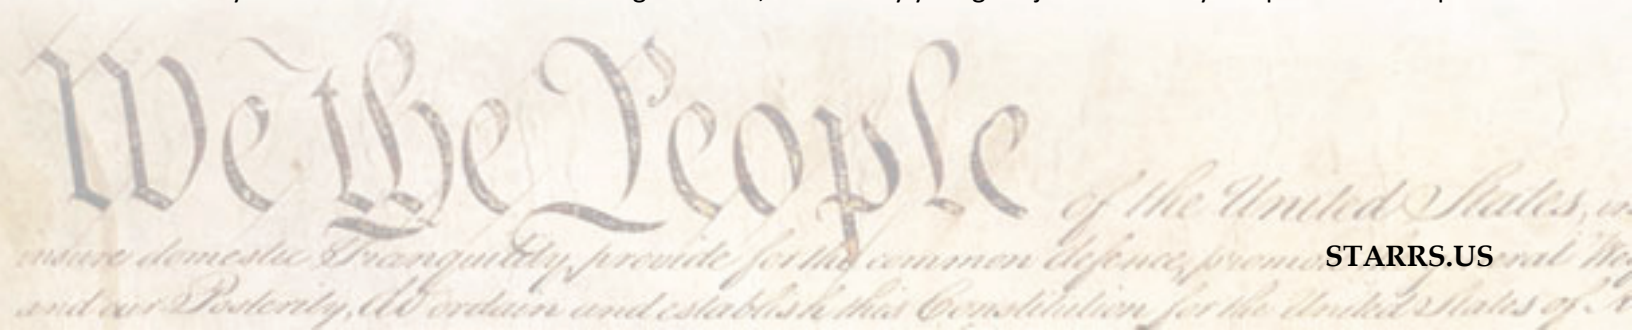 We the People of the United States,
insure domestic Tranquility, provide for the common defence, STARRS.US
and our Posterity, do ordain and establish this Constitution for the United States of